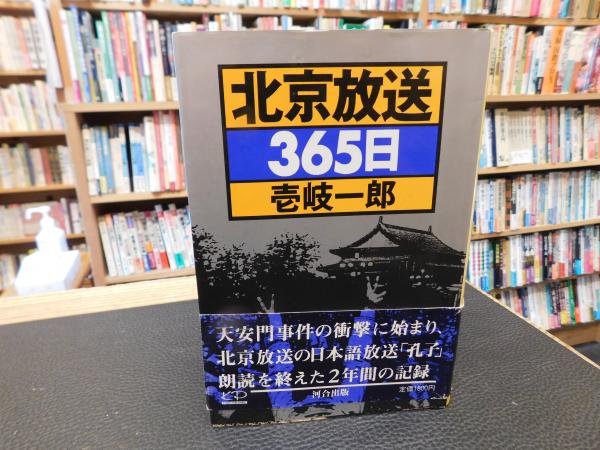 北京放送
365日
壱岐一郎
天安門事件の衝撃に始まり、
北京放送の日本語放送「孔子」
朗読を終えた2年間の記録
河合出版
定価1600円